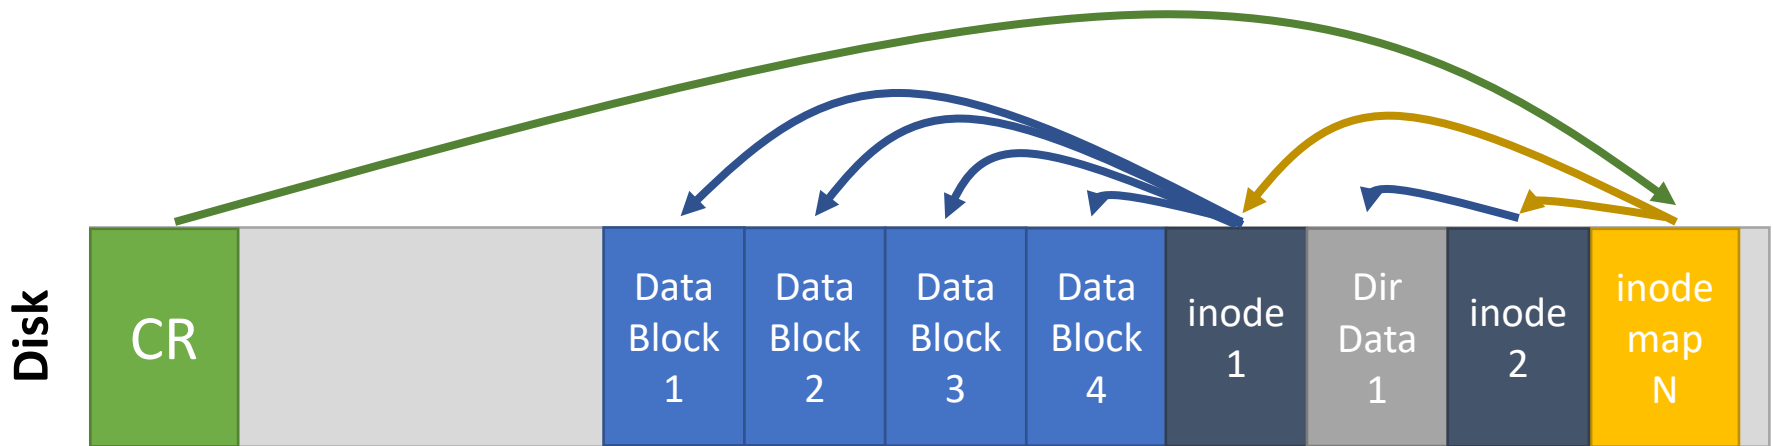 Disk
CR
Data
Block
1
Data
Block
2
Data
Block
3
Data
Block
4
inode
1
Dir
Data
1
inode
2
inode
map
N